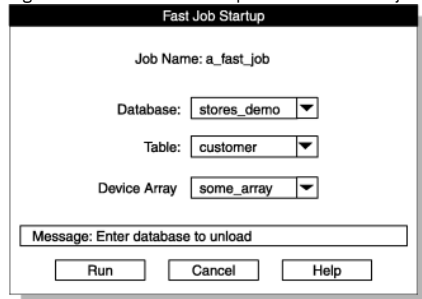 Fast Job Startup
Job Name: a_fast_job
Database: stores_demo
Table: customer
Device Array some_array
Message: Enter database to unload
Run Cancel Help